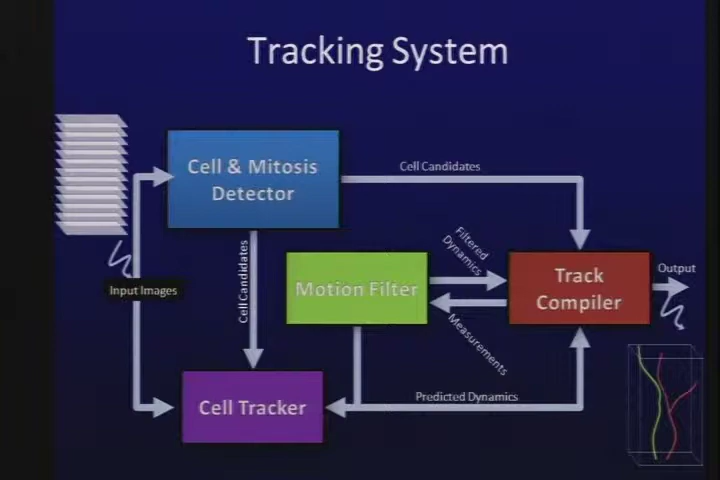 Tracking System
Cell & Mitosis
Detector
Cell Candidates
Filtered
Dynamics
Cell Candidates
Input Images
Motion Filter
Track
Compiler
Output
Measurements
Cell Tracker
Predicted Dynamics